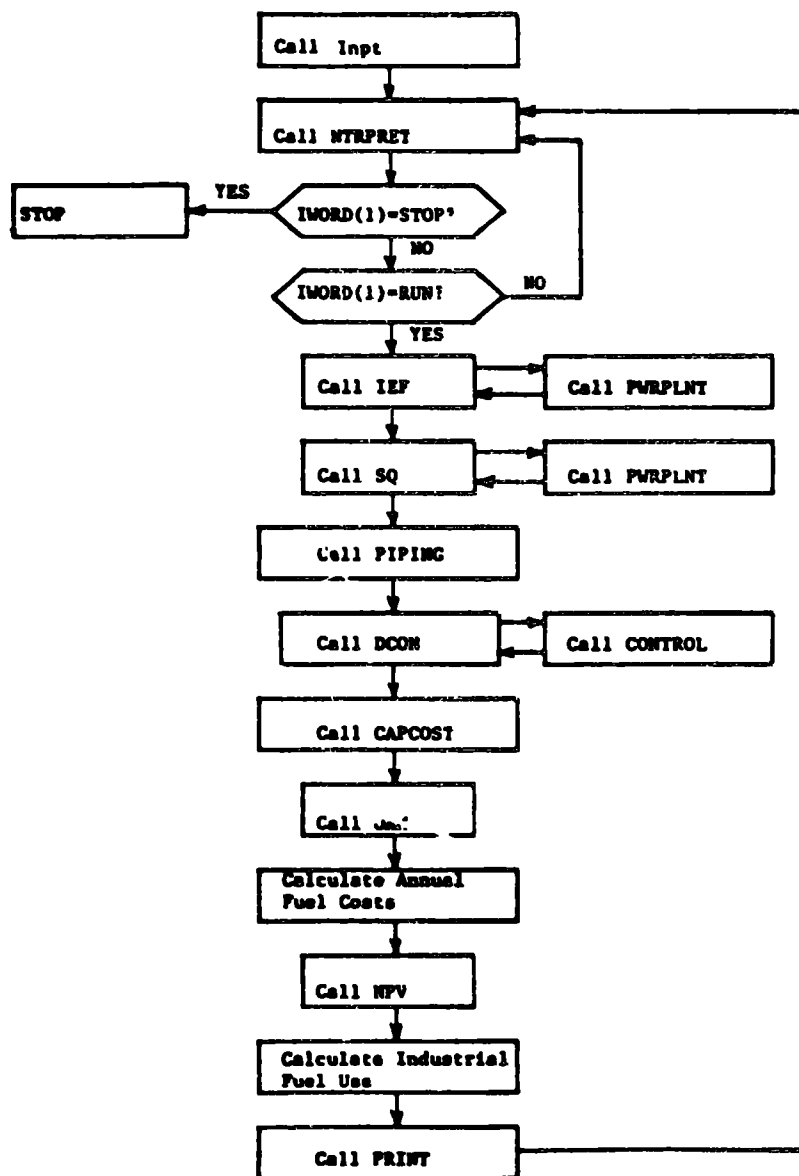 Call Inpt
Call NTRPRET
YES
STOP
IWORD(1)=STOP?
NO
IWORD(1)=RUN?
NO
YES
Call IEF
Call PWRPLNT
Call SQ
Call PWRPLNT
Call PIPING
Call DCON
Call CONTROL
Call CAPCOST
Call
Calculate Annual
Fuel Costs
Call NPV
Calculate Industrial
Fuel Use
Call PRINT